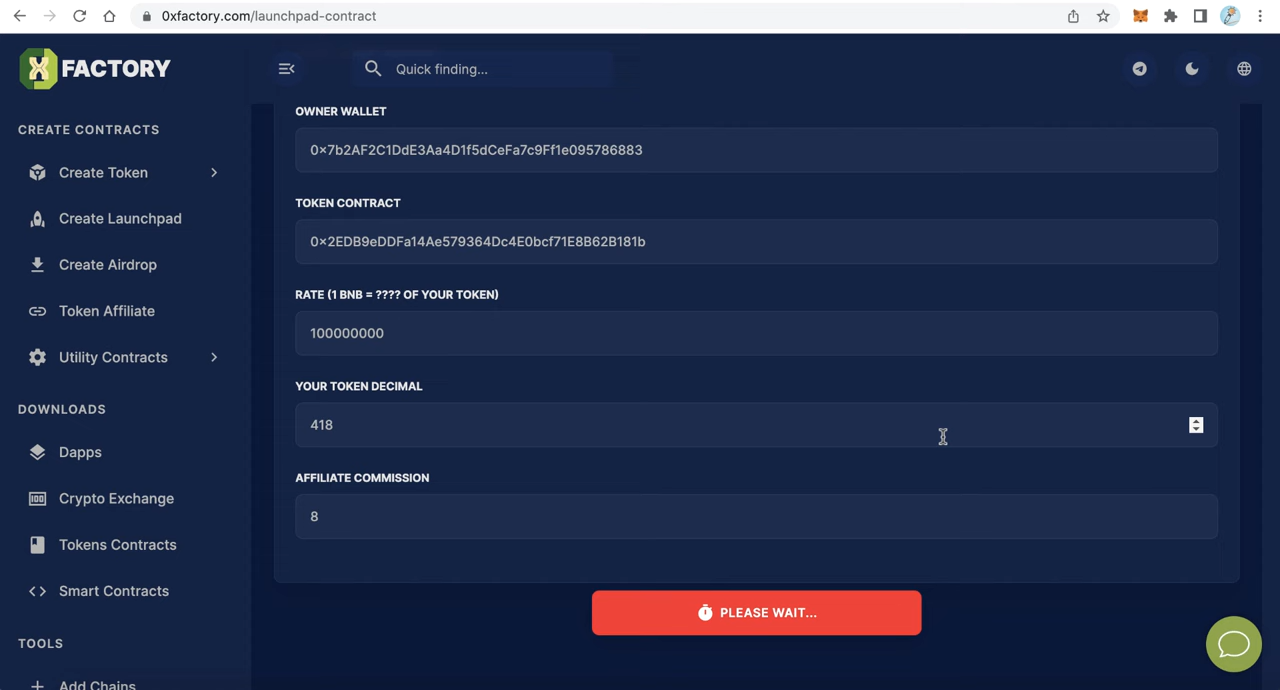 0xfactory.com/launchpad-contract
X FACTORY
Quick finding...
CREATE CONTRACTS
Create Token
Create Launchpad
Create Airdrop
Token Affiliate
Utility Contracts
DOWNLOADS
Dapps
Crypto Exchange
Tokens Contracts
Smart Contracts
TOOLS
Add Chains
OWNER WALLET
0x7b2AF2C1DdE3Aa4D1f5dCeFa7c9Ff1e095786883
TOKEN CONTRACT
0x2EDB9eDDFa14Ae579364Dc4E0bcf71E8B62B181b
RATE (1 BNB = ???? OF YOUR TOKEN)
100000000
YOUR TOKEN DECIMAL
418
AFFILIATE COMMISSION
8
PLEASE WAIT...